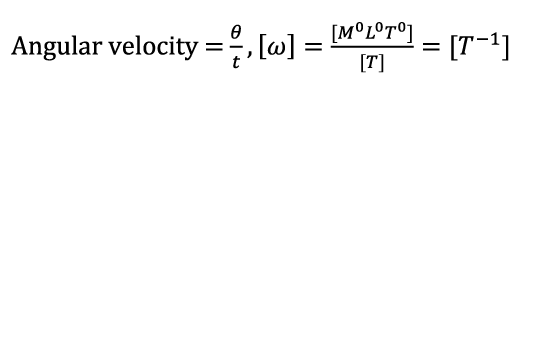 Angular velocity = θ/t, [ω] = [M⁰L⁰T⁰]/[T] = [T⁻¹]